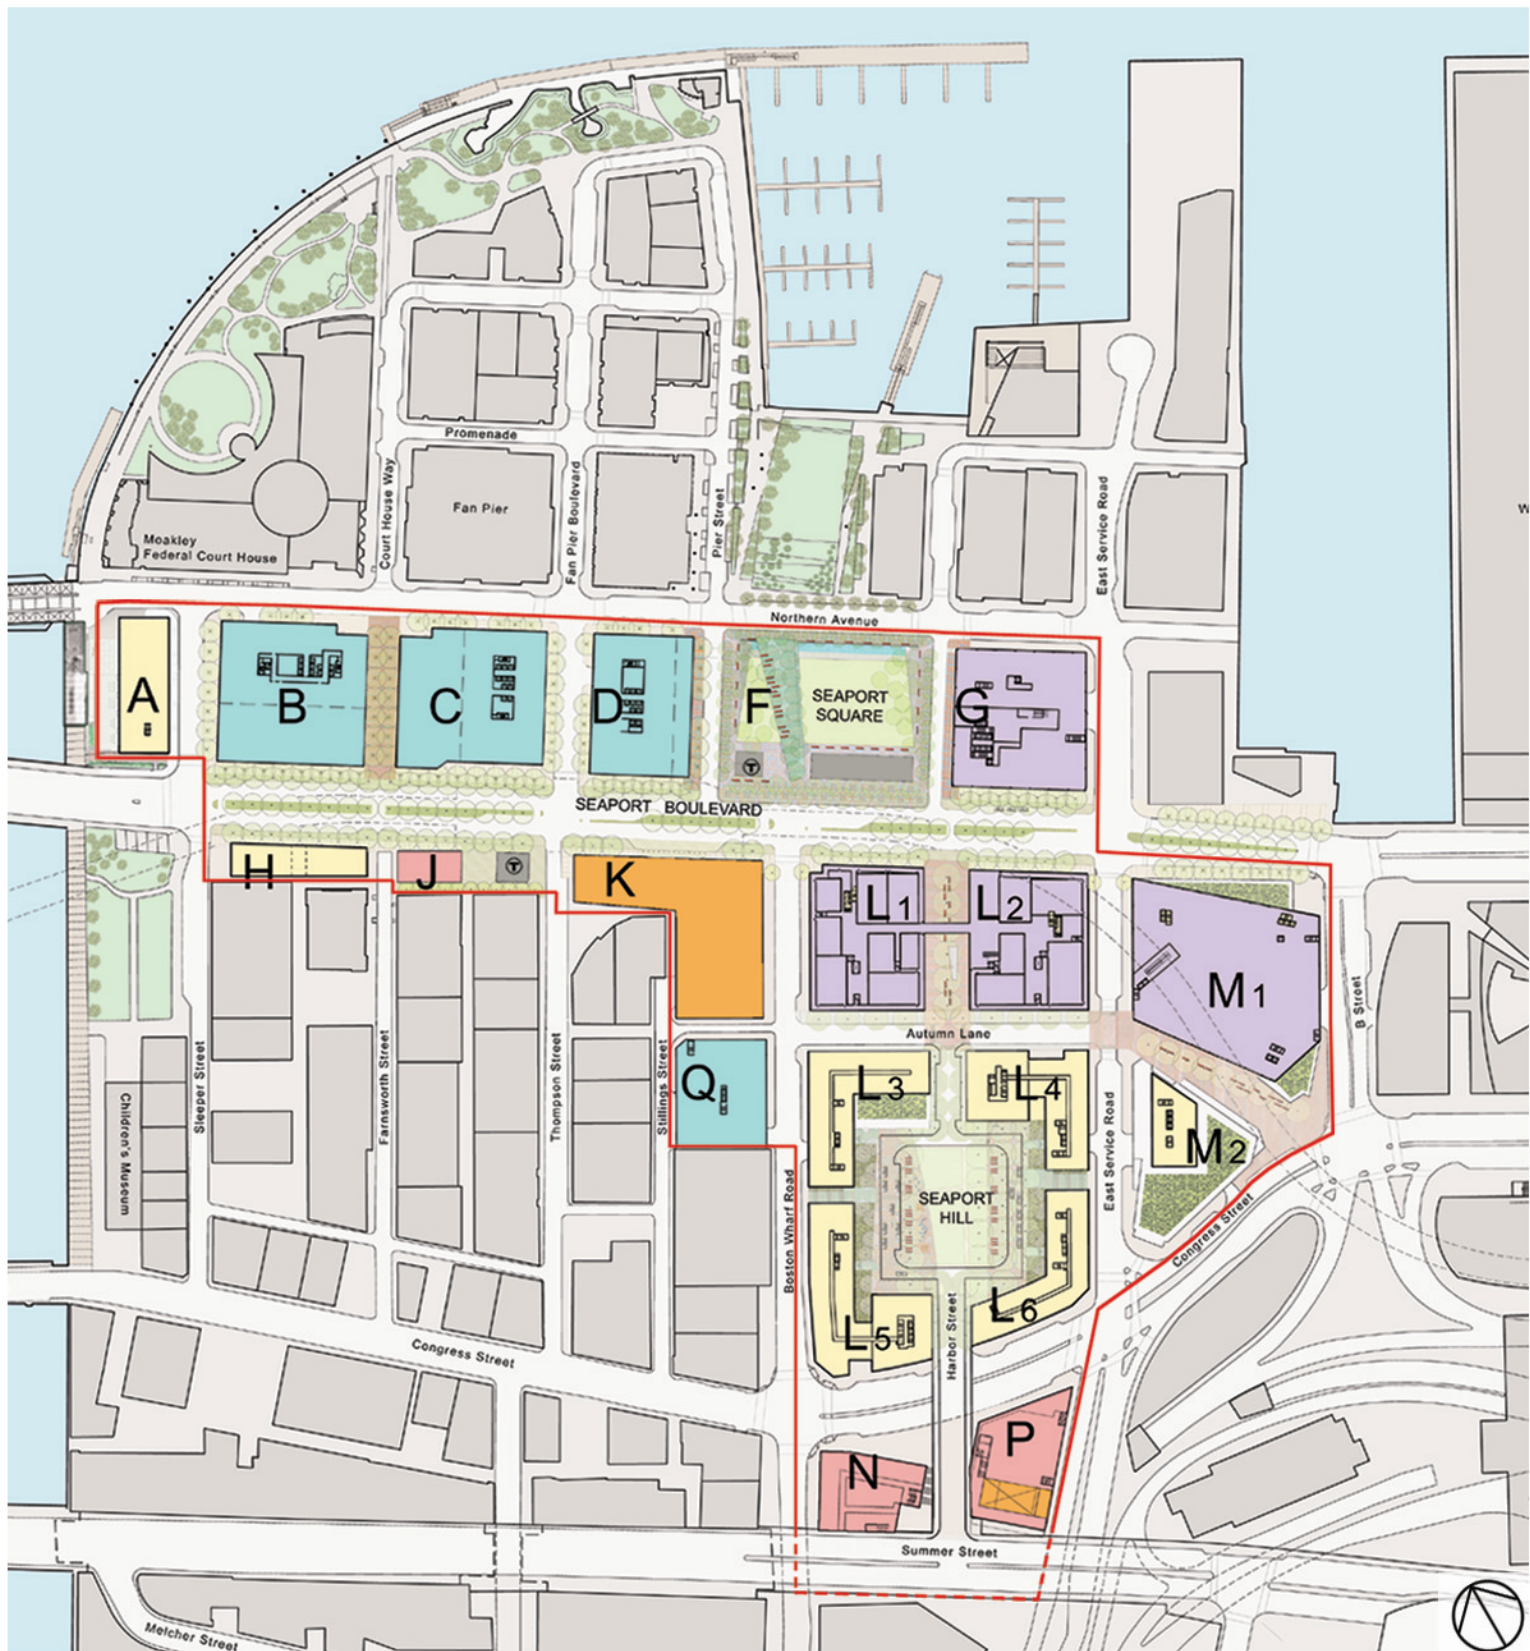 Promenade
Court House Way
Fan Pier Boulevard
Pier Street
East Service Road
Fan Pier
Moakley
Federal Court House
W
Northern Avenue
A
B
C
D
F
SEAPORT
SQUARE
G
T
SEAPORT BOULEVARD
H
J
T
K
L1
L2
M1
B Street
Autumn Lane
Sleeper Street
Farnsworth Street
Thompson Street
Stillings Street
Children's Museum
Q
L3
L4
East Service Road
M2
Boston Wharf Road
SEAPORT
HILL
Congress Street
L5
L6
Harbor Street
Congress Street
N
P
Summer Street
Melcher Street